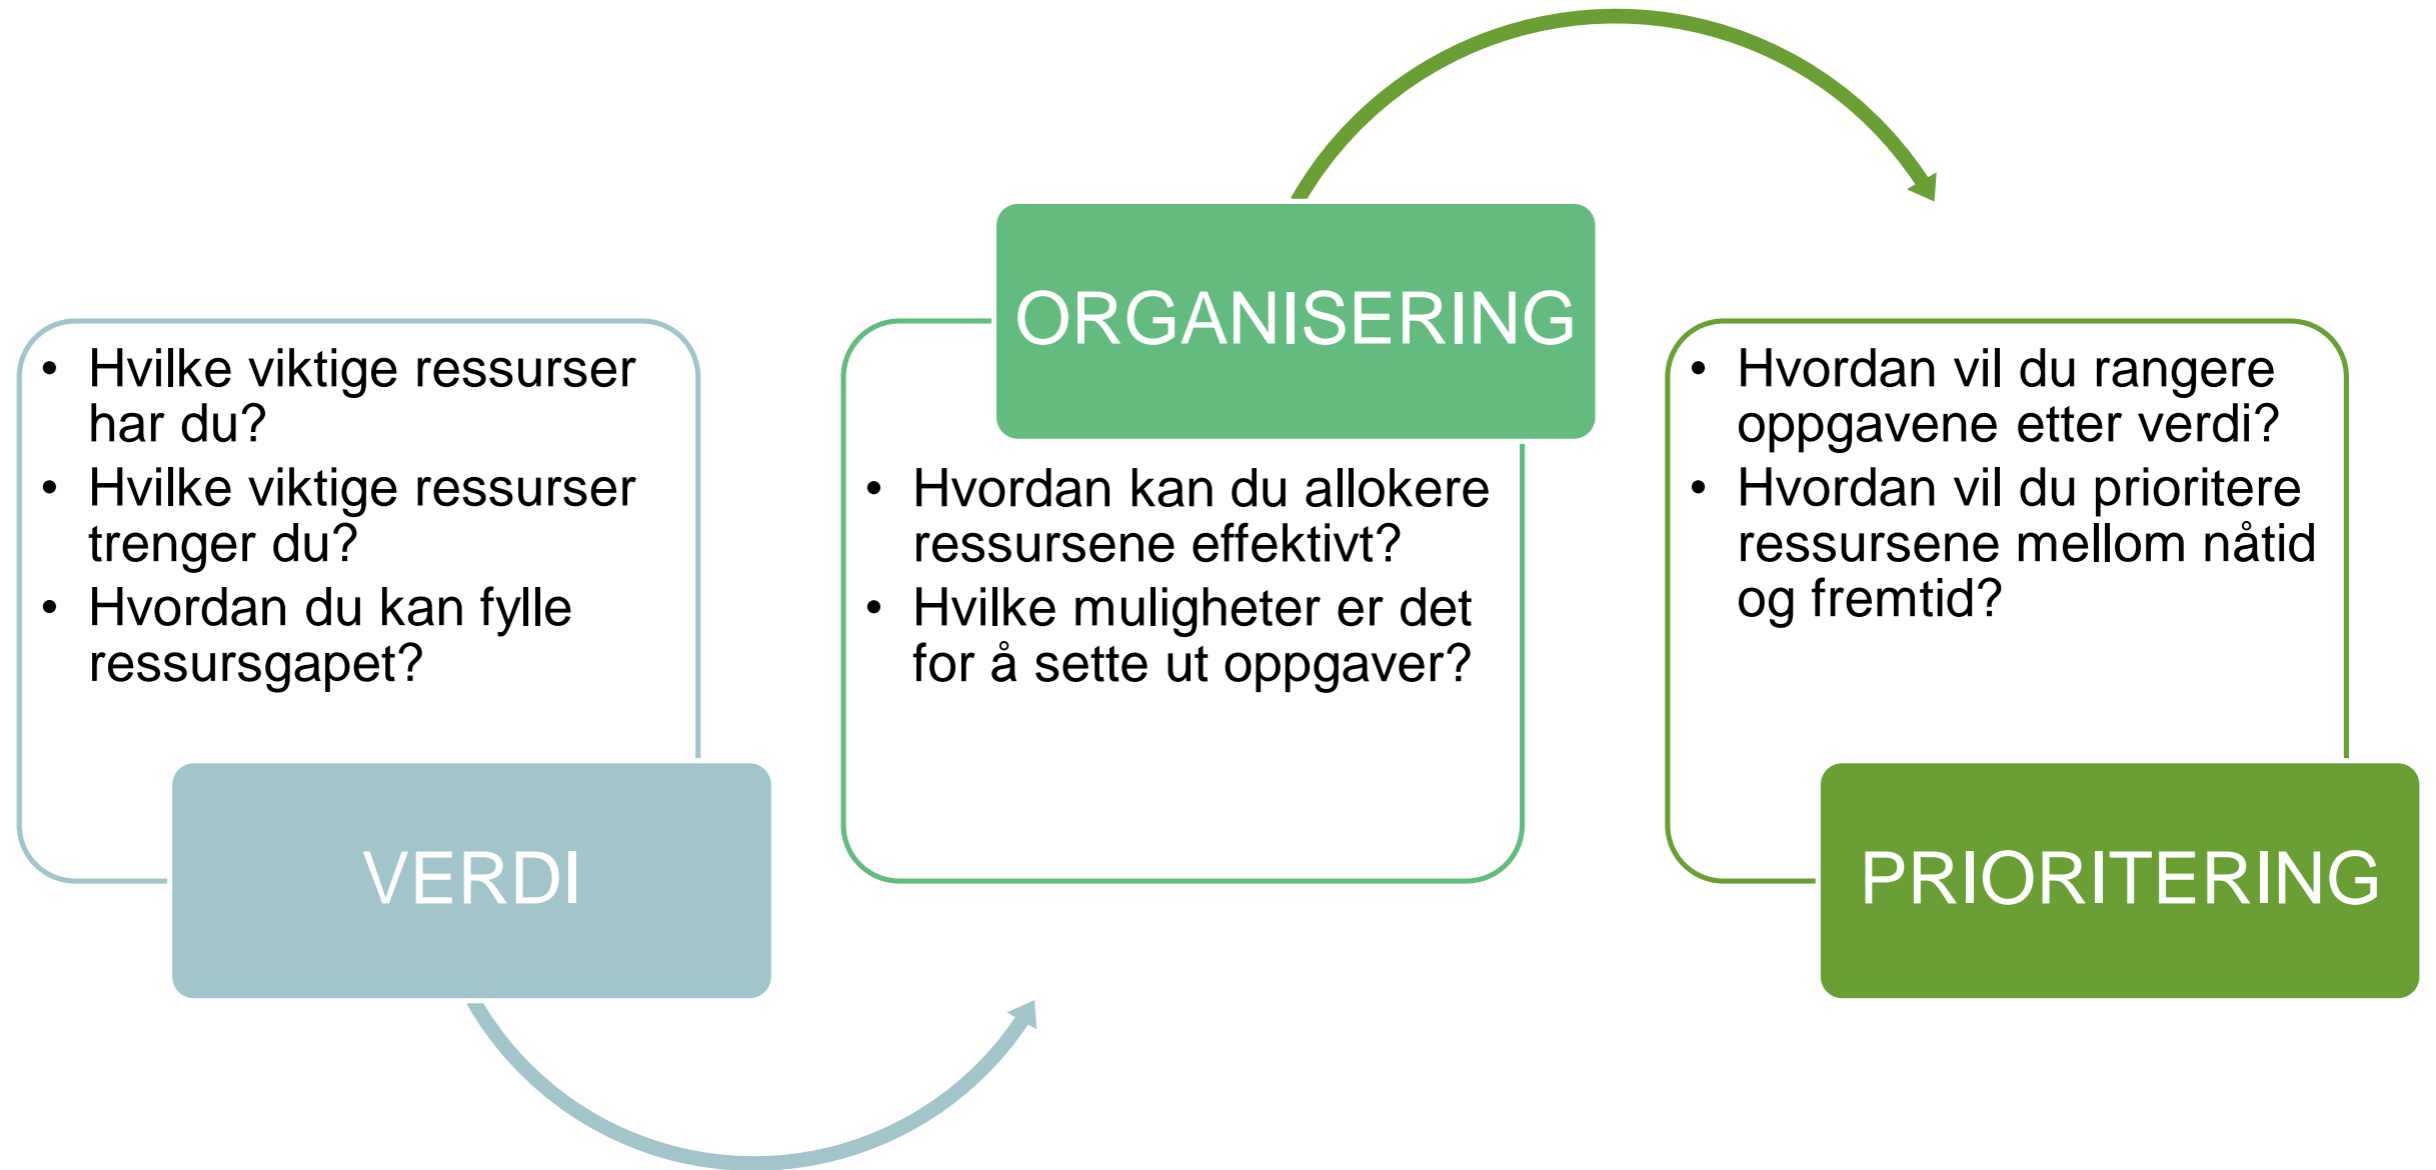 • Hvilke viktige ressurser
har du?
• Hvilke viktige ressurser
trenger du?
• Hvordan du kan fylle
ressursgapet?
VERDI
ORGANISERING
• Hvordan kan du allokere
ressursene effektivt?
• Hvilke muligheter er det
for å sette ut oppgaver?
• Hvordan vil du rangere
oppgavene etter verdi?
• Hvordan vil du prioritere
ressursene mellom nåtid
og fremtid?
PRIORITERING